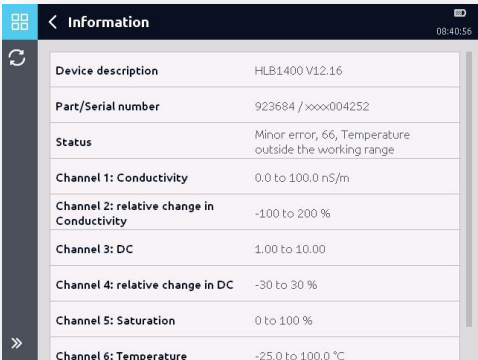 Information
08:40:56
Device description HLB1400 V12.16
Part/Serial number 923684 / xxxx004252
Status Minor error, 66, Temperature
outside the working range
Channel 1: Conductivity 0.0 to 100.0 nS/m
Channel 2: relative change in
Conductivity -100 to 200 %
Channel 3: DC 1.00 to 10.00
Channel 4: relative change in DC -30 to 30 %
Channel 5: Saturation 0 to 100 %
Channel 6: Temperature -25.0 to 100.0 °C